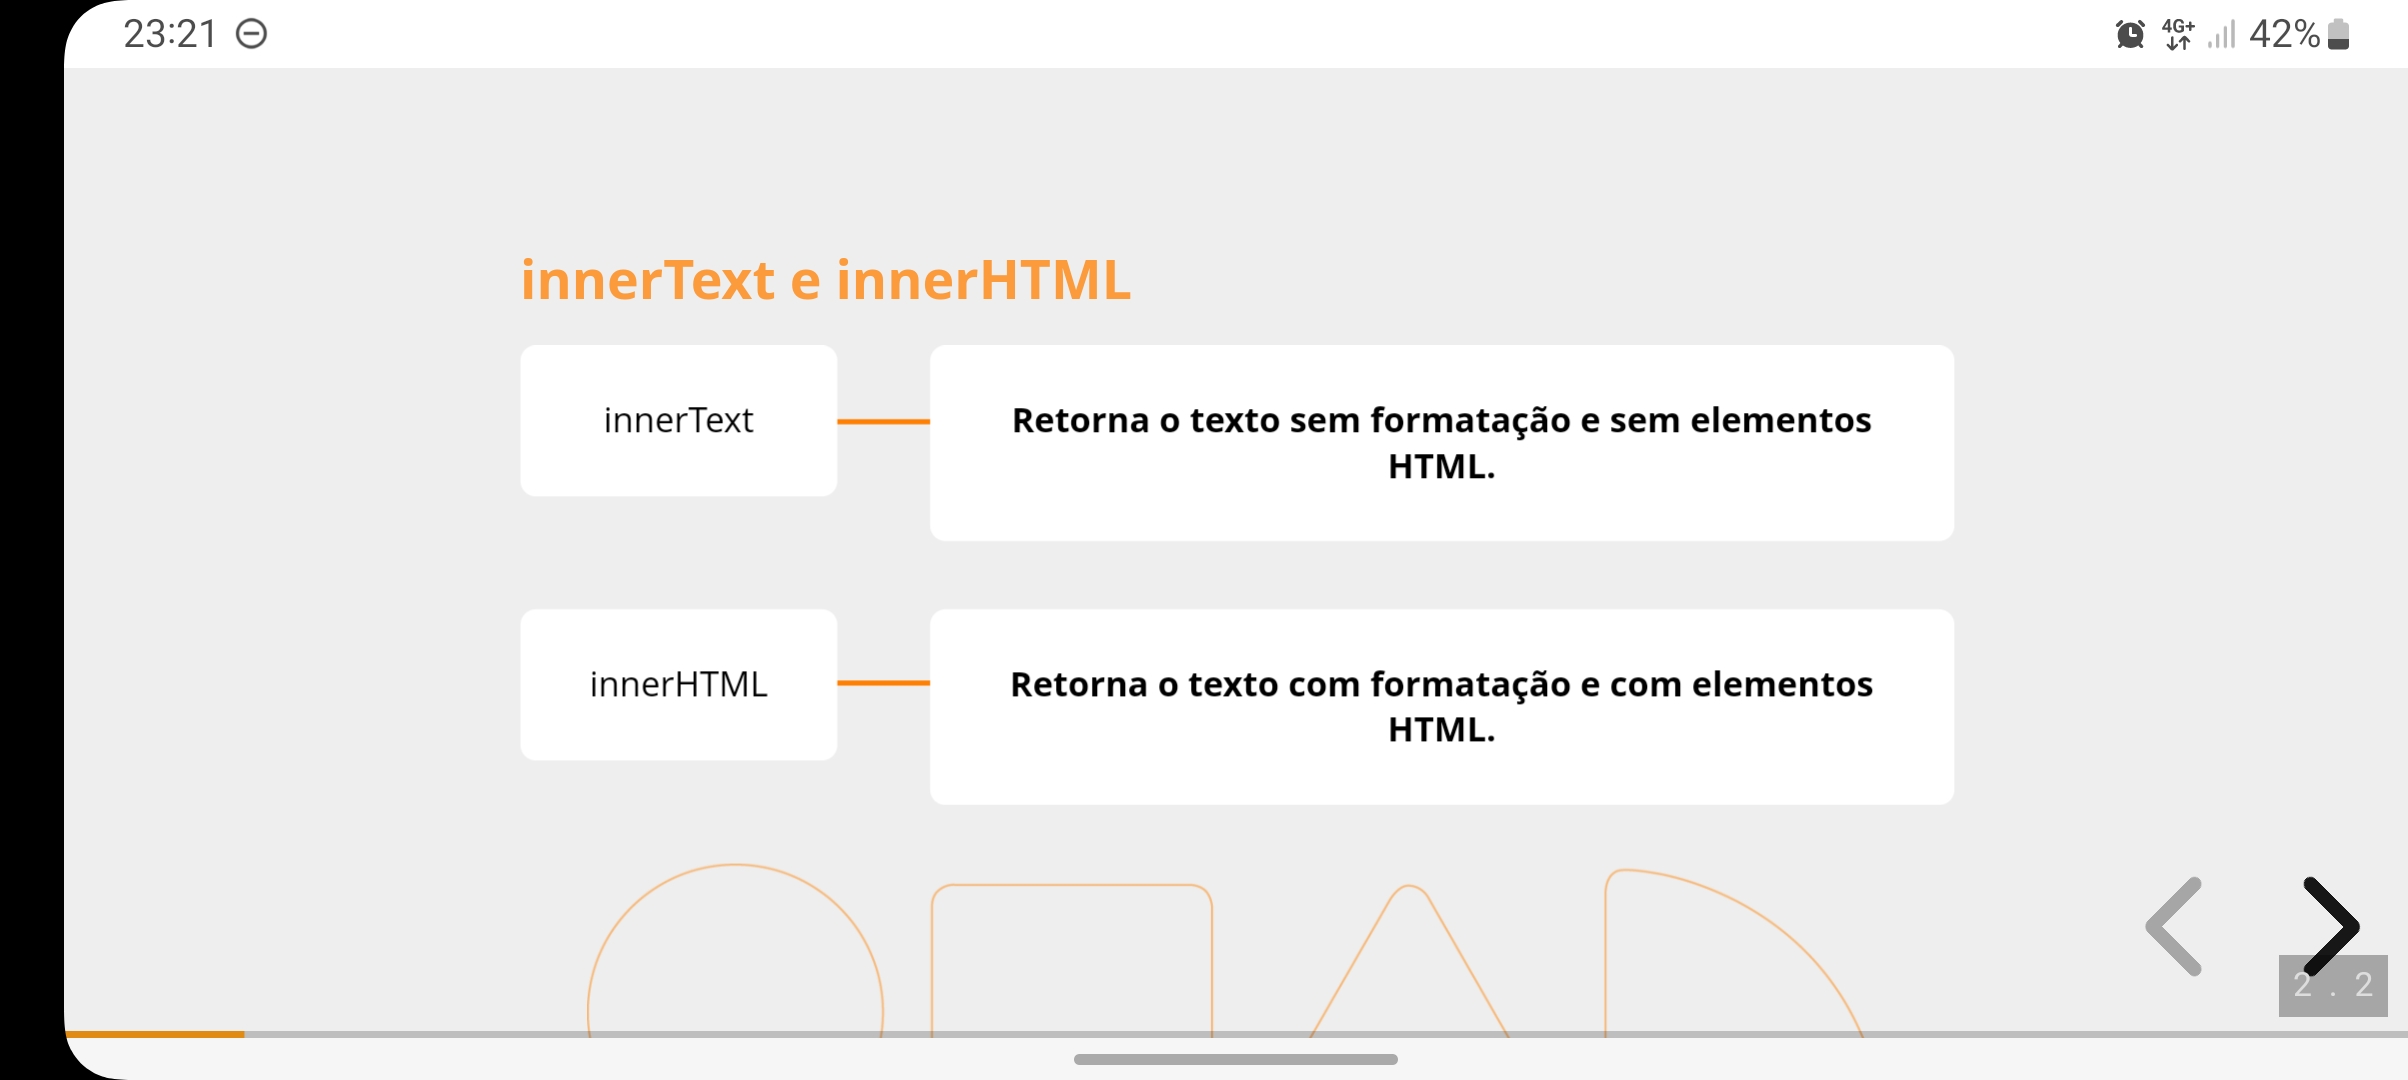 23:21
4G+ 42%
innerText e innerHTML
innerText
Retorna o texto sem formatação e sem elementos
HTML.
innerHTML
Retorna o texto com formatação e com elementos
HTML.
2 . 2